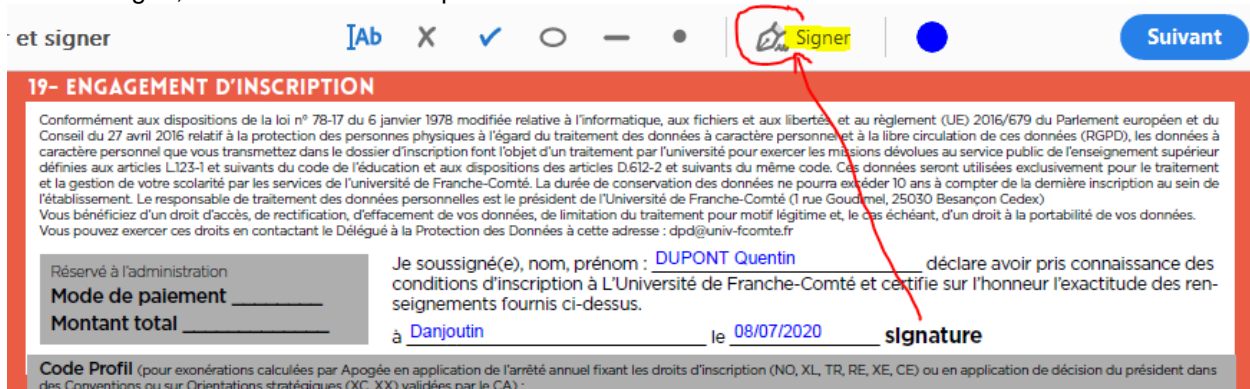 et signer
Ab
Signer
Suivant
19- ENGAGEMENT D'INSCRIPTION
Conformément aux dispositions de la loi nº 78-17 du 6 janvier 1978 modifiée relative à l'informatique, aux fichiers et aux libertés, et au règlement (UE) 2016/679 du Parlement européen et du
Conseil du 27 avril 2016 relatif à la protection des personnes physiques à l'égard du traitement des données à caractère personnel et à la libre circulation de ces données (RGPD), les données à
caractère personnel que vous transmettez dans le dossier d'inscription font l'objet d'un traitement par l'université pour exercer les missions dévolues au service public de l'enseignement supérieur
définies aux articles L.123-1 et suivants du code de l'éducation et aux dispositions des articles D.612-2 et suivants du même code. Ces données seront utilisées exclusivement pour le traitement
et la gestion de votre scolarité par les services de l'université de Franche-Comté. La durée de conservation des données ne pourra excéder 10 ans à compter de la dernière inscription au sein de
l'établissement. Le responsable de traitement des données personnelles est le président de l'Université de Franche-Comté (1 rue Goudimel, 25030 Besançon Cedex)
Vous bénéficiez d'un droit d'accès, de rectification, d'effacement de vos données, de limitation du traitement pour motif légitime et, le cas échéant, d'un droit à la portabilité de vos données.
Vous pouvez exercer ces droits en contactant le Délégué à la Protection des Données à cette adresse : dpd@univ-fcomte.fr
Réservé à l'administration
Mode de paiement ________
Montant total _____________
Je soussigné(e), nom, prénom : DUPONT Quentin déclare avoir pris connaissance des
conditions d'inscription à L'Université de Franche-Comté et certifie sur l'honneur l'exactitude des ren-
seignements fournis ci-dessus.
à Danjoutin le 08/07/2020 signature
Code Profil (pour exonérations calculées par Apogée en application de l'arrêté annuel fixant les droits d'inscription (NO, XL, TR, RE, XE, CE) ou en application de décision du président dans
des Conventions ou sur Orientations stratégiques (XC, XX) validées par le CA) :